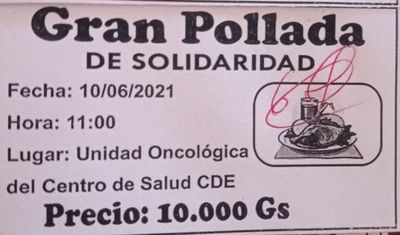 Gran Pollada
DE SOLIDARIDAD
Fecha: 10/06/2021
Hora: 11:00
Lugar: Unidad Oncológica
del Centro de Salud CDE
Precio: 10.000 Gs